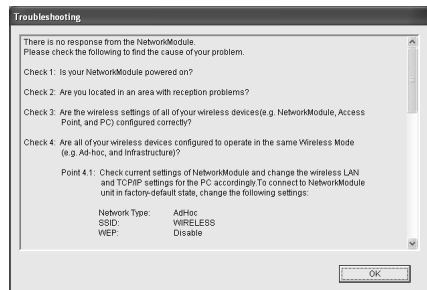 Troubleshooting
There is no response from the NetworkModule.
Please check the following to find the cause of your problem.
Check 1: Is your NetworkModule powered on?
Check 2: Are you located in an area with reception problems?
Check 3: Are the wireless settings of all of your wireless devices(e.g. NetworkModule, Access
Point, and PC) configured correctly?
Check 4: Are all of your wireless devices configured to operate in the same Wireless Mode
(e.g. Ad-hoc, and Infrastructure)?
Point 4.1: Check current settings of NetworkModule and change the wireless LAN
and TCP/IP settings for the PC accordingly.To connect to NetworkModule
unit in factory-default state, change the following settings:
Network Type: AdHoc
SSID: WIRELESS
WEP: Disable
OK